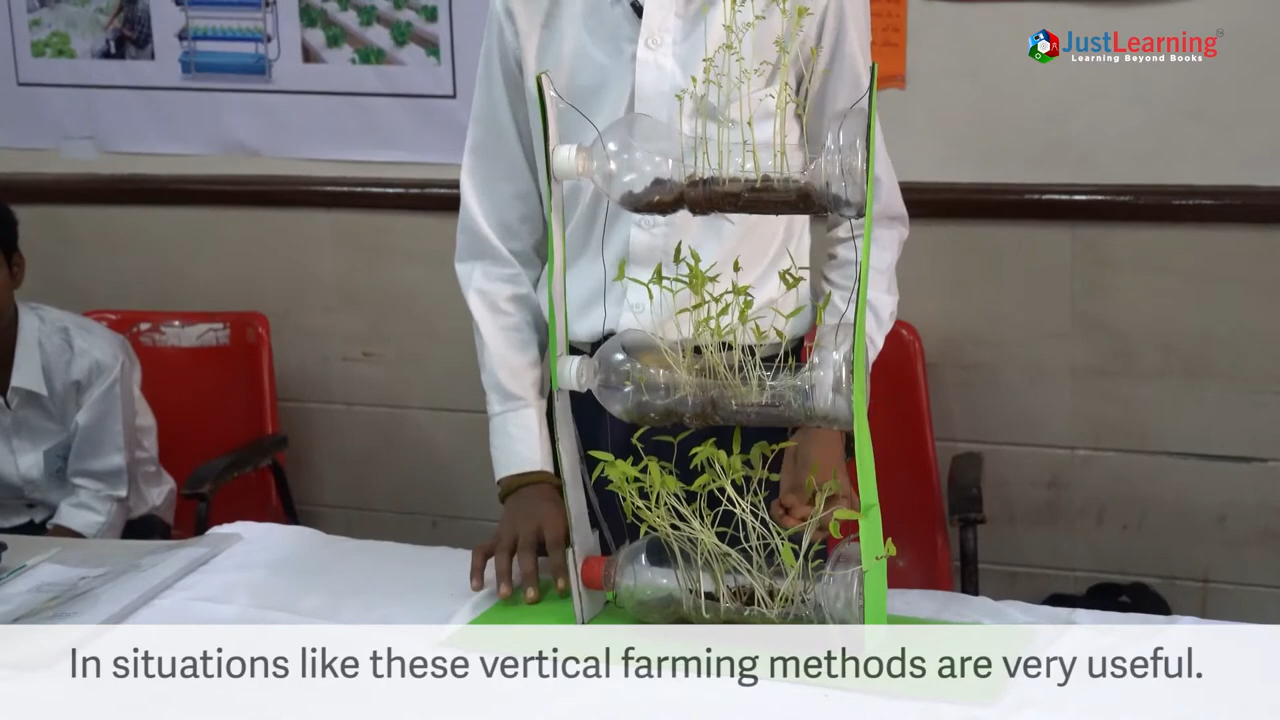 JustLearning
Learning Beyond Books
In situations like these vertical farming methods are very useful.